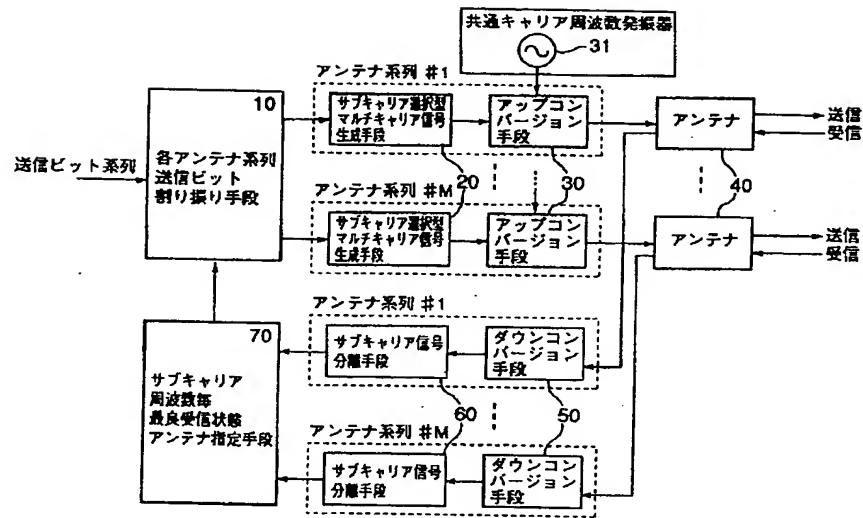 共通キャリア周波数発振器
31
アンテナ系列 #1
10
サブキャリア選択型
マルチキャリア信号
生成手段
アップコン
バージョン
手段
アンテナ
送信
受信
送信ビット系列
各アンテナ系列
送信ビット
割り振り手段
20
30
40
アンテナ系列 #M
サブキャリア選択型
マルチキャリア信号
生成手段
アップコン
バージョン
手段
アンテナ
送信
受信
アンテナ系列 #1
70
サブキャリア信号
分離手段
ダウンコン
バージョン
手段
サブキャリア
周波数毎
最良受信状態
アンテナ指定手段
60
50
アンテナ系列 #M
サブキャリア信号
分離手段
ダウンコン
バージョン
手段